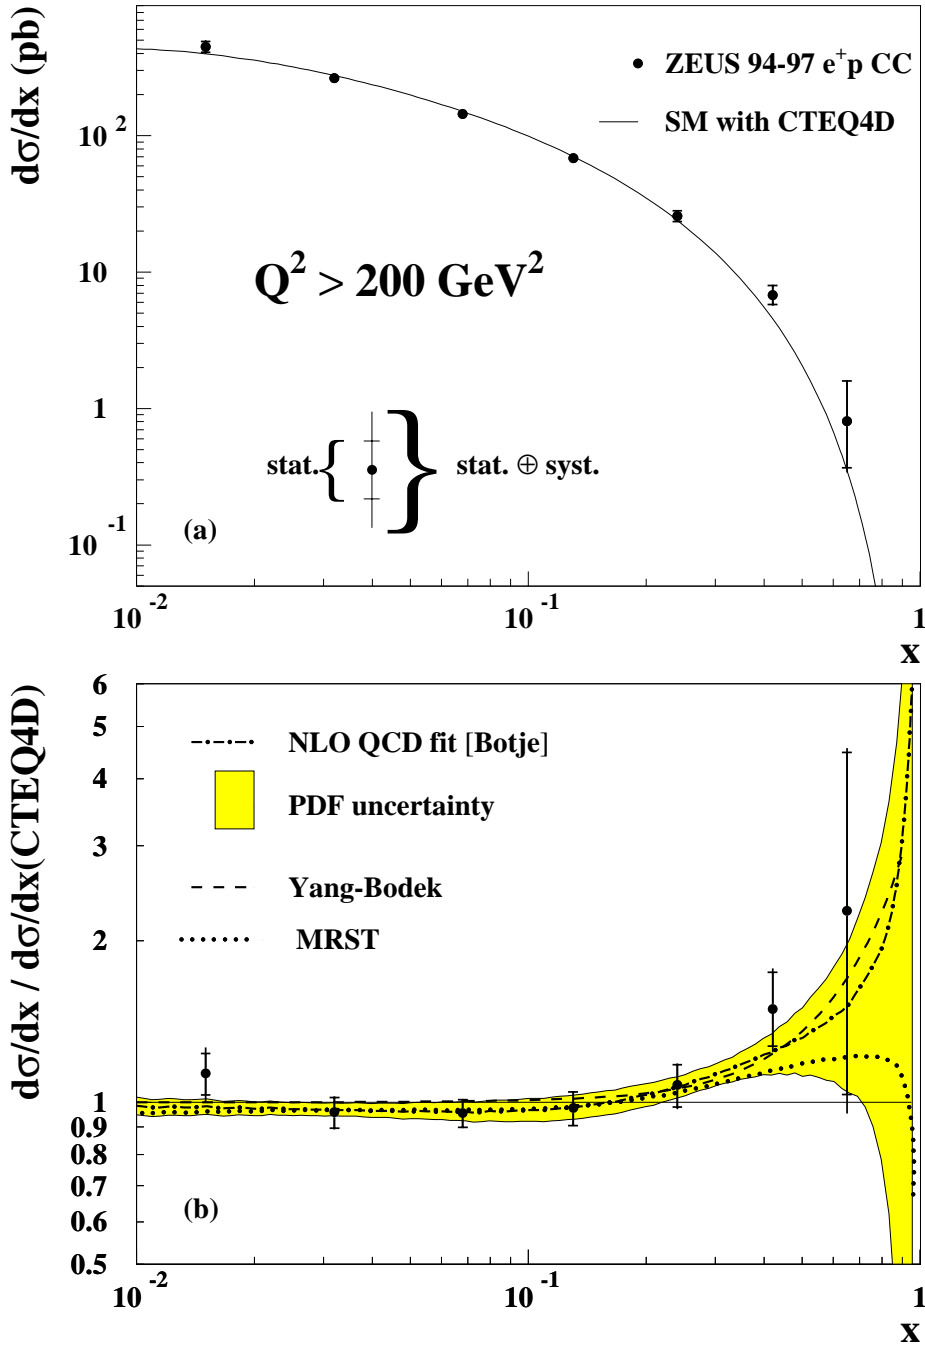 dσ/dx (pb)
ZEUS 94-97 e⁺p CC
SM with CTEQ4D
10²
Q² > 200 GeV²
10
1
stat. { } stat. ⊕ syst.
10⁻¹
(a)
10⁻² 10⁻¹ 1
x
dσ/dx / dσ/dx(CTEQ4D)
6
NLO QCD fit [Botje]
5
4
PDF uncertainty
3
Yang-Bodek
2
MRST
1
0.9
0.8
0.7
(b)
0.6
0.5
10⁻² 10⁻¹ 1
x